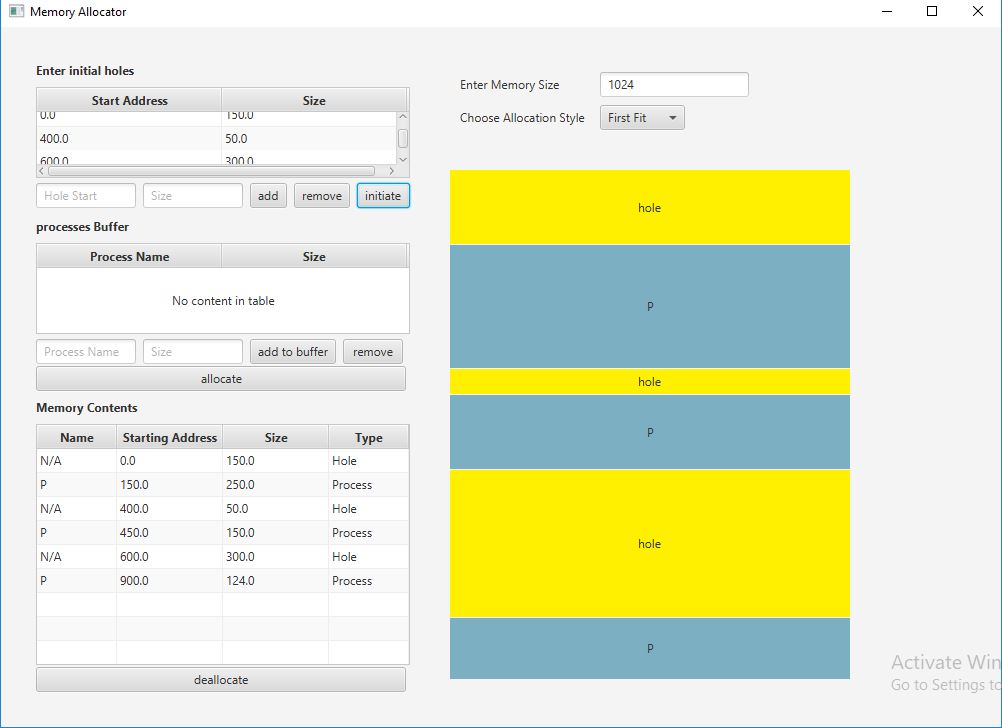 Memory Allocator
Enter initial holes
Start Address Size
0.0 150.0
400.0 50.0
600.0 300.0
Hole Start Size add remove initiate
processes Buffer
Process Name Size
No content in table
Process Name Size add to buffer remove
allocate
Memory Contents
Name Starting Address Size Type
N/A 0.0 150.0 Hole
P 150.0 250.0 Process
N/A 400.0 50.0 Hole
P 450.0 150.0 Process
N/A 600.0 300.0 Hole
P 900.0 124.0 Process
deallocate
Enter Memory Size 1024
Choose Allocation Style First Fit
hole
P
hole
P
hole
P
Activate Win
Go to Settings to